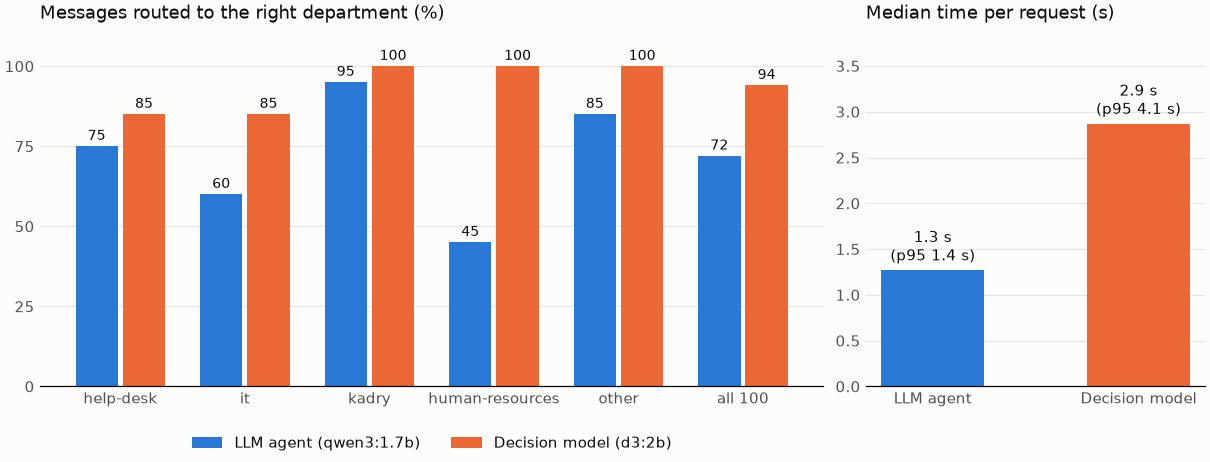 Messages routed to the right department (%)
100
75
50
25
0
75
85
60
85
95
100
45
100
85
100
72
94
help-desk
it
kadry
human-resources
other
all 100
LLM agent (qwen3:1.7b)
Decision model (d3:2b)
Median time per request (s)
3.5
3.0
2.5
2.0
1.5
1.0
0.5
0.0
1.3 s
(p95 1.4 s)
2.9 s
(p95 4.1 s)
LLM agent
Decision model